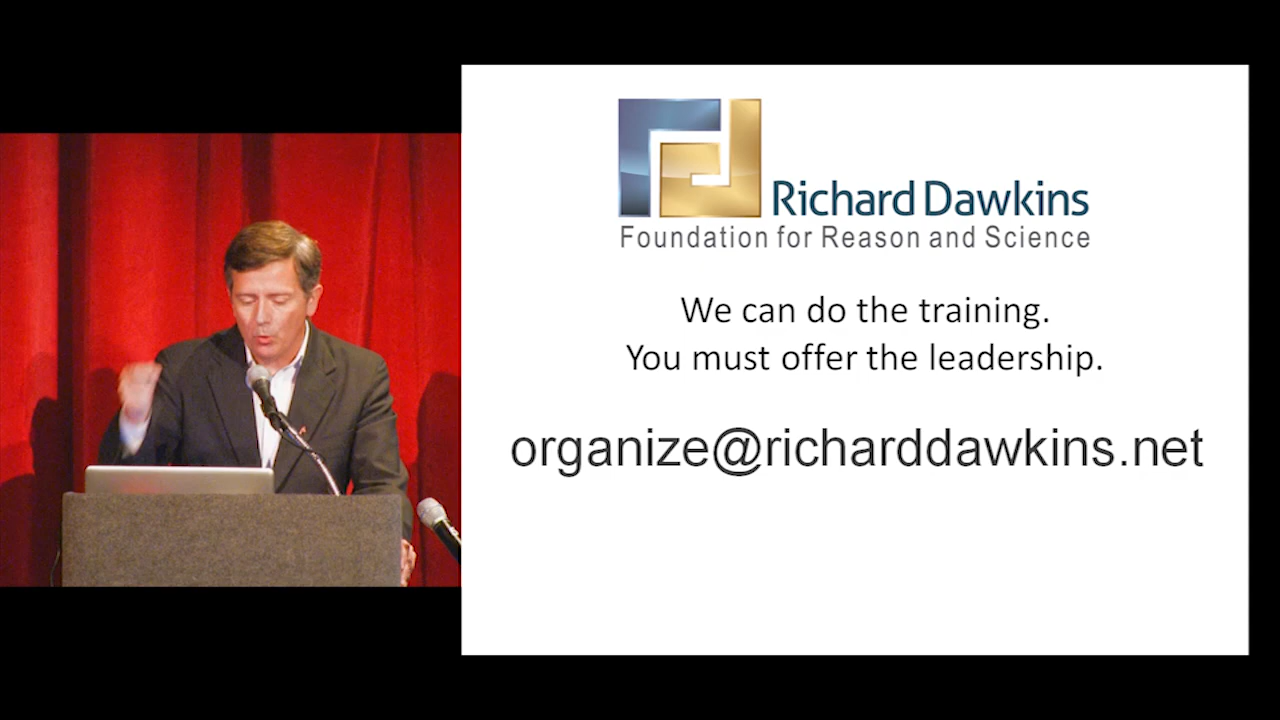 Richard Dawkins
Foundation for Reason and Science
We can do the training.
You must offer the leadership.
organize@richarddawkins.net